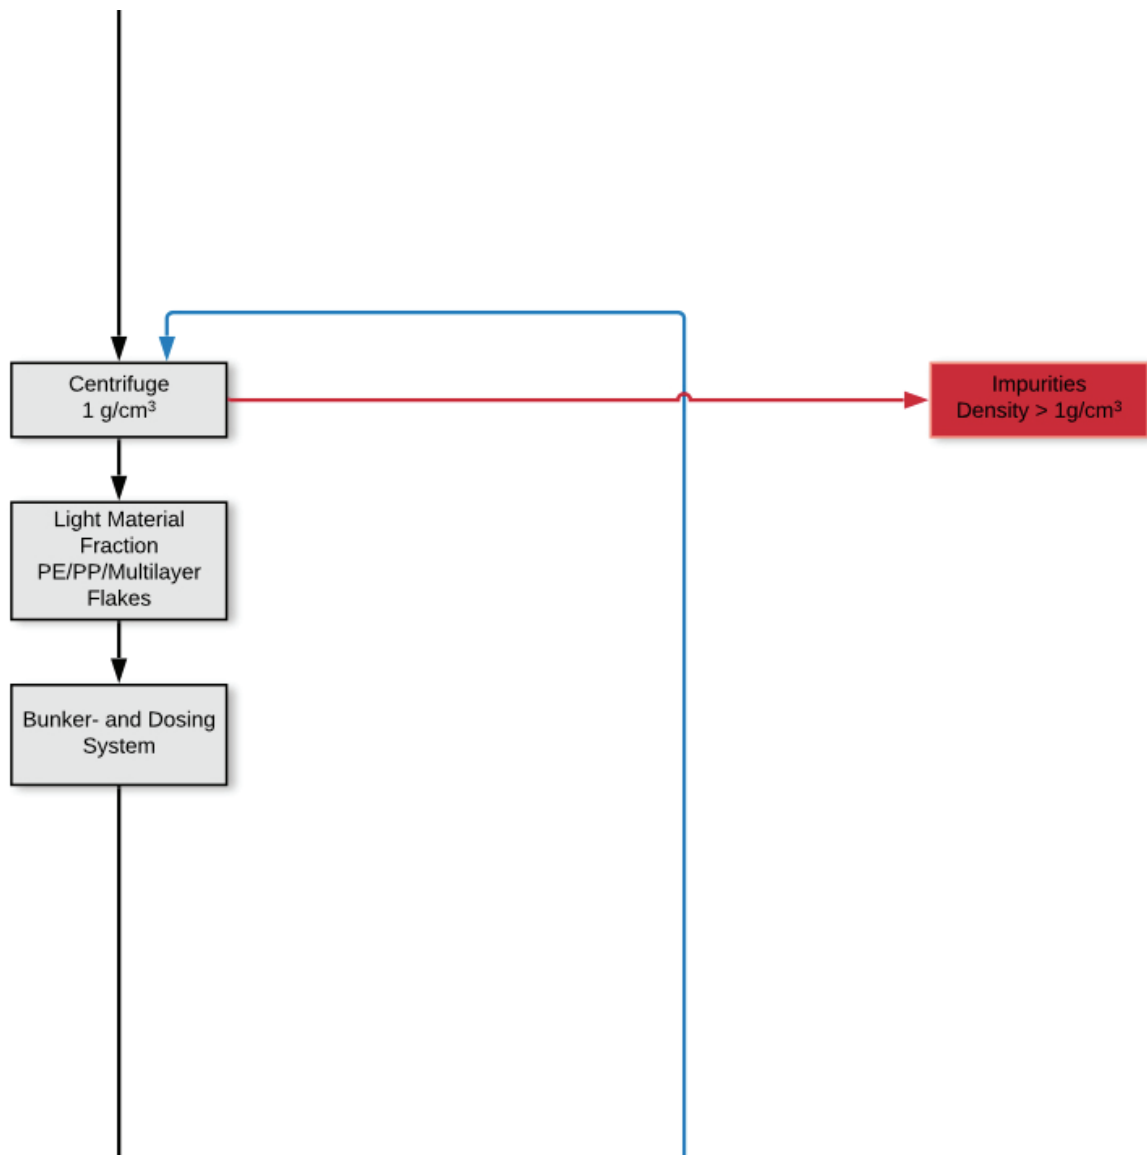 Centrifuge
1 g/cm³
Impurities
Density > 1g/cm³
Light Material
Fraction
PE/PP/Multilayer
Flakes
Bunker- and Dosing
System